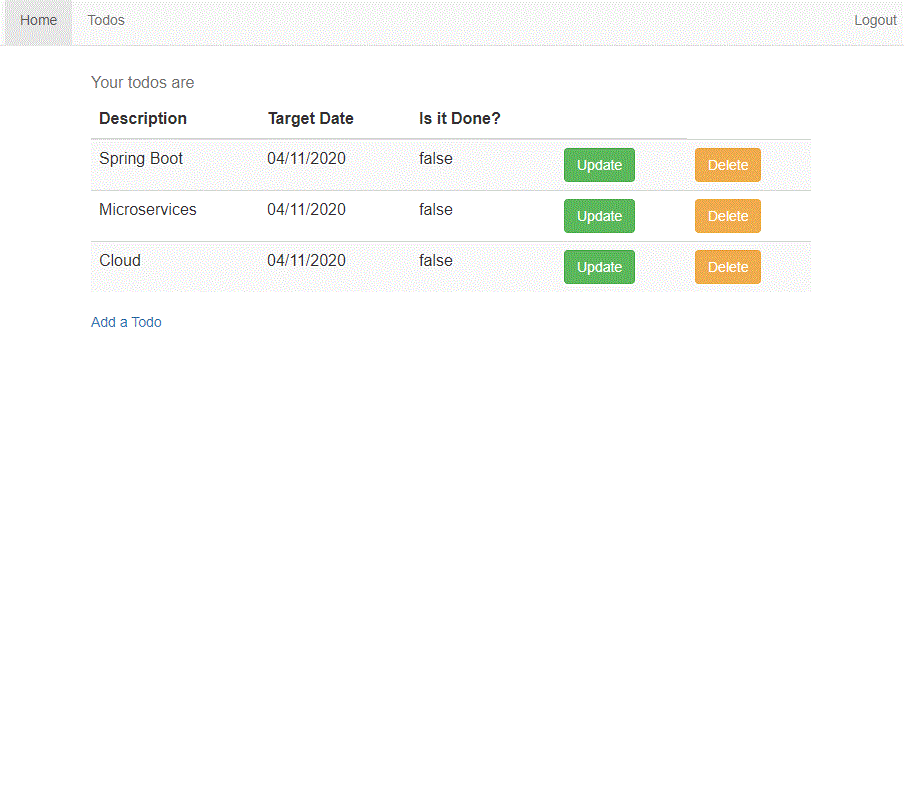 Home Todos Logout
Your todos are
Description Target Date Is it Done?
Spring Boot 04/11/2020 false Update Delete
Microservices 04/11/2020 false Update Delete
Cloud 04/11/2020 false Update Delete
Add a Todo